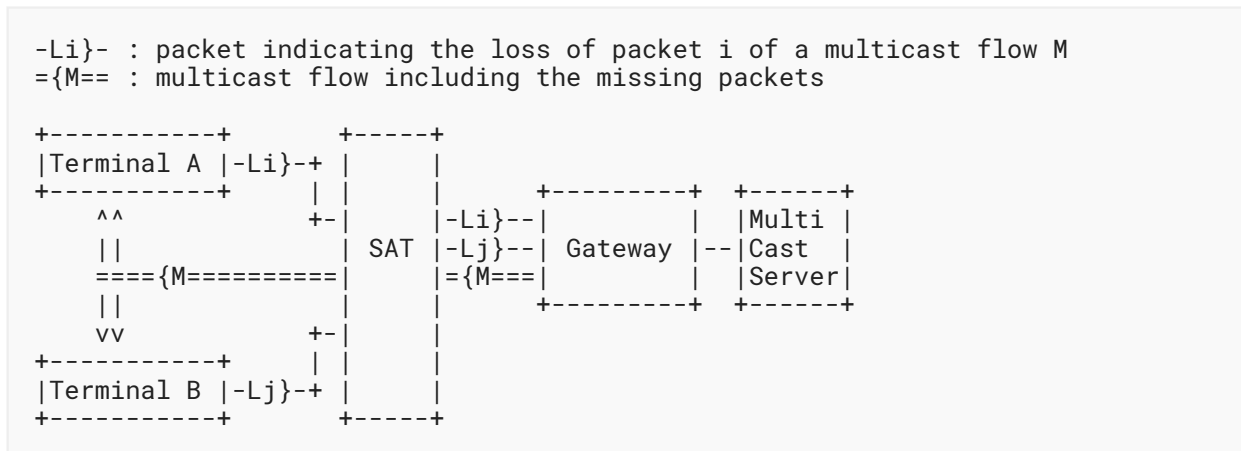 -Li}- : packet indicating the loss of packet i of a multicast flow M
={M== : multicast flow including the missing packets

+-----------+       +-----+
|Terminal A |-Li}-+ |     |
+-----------+     | |     |      +---------+  +------+
    ^^            +-|     |-Li}--|         |  |Multi |
    ||              | SAT |-Lj}--| Gateway |--|Cast  |
    ===={M==========|     |={M===|         |  |Server|
    ||              |     |      +---------+  +------+
    vv            +-|     |
+-----------+     | |     |
|Terminal B |-Lj}-+ |     |
+-----------+       +-----+